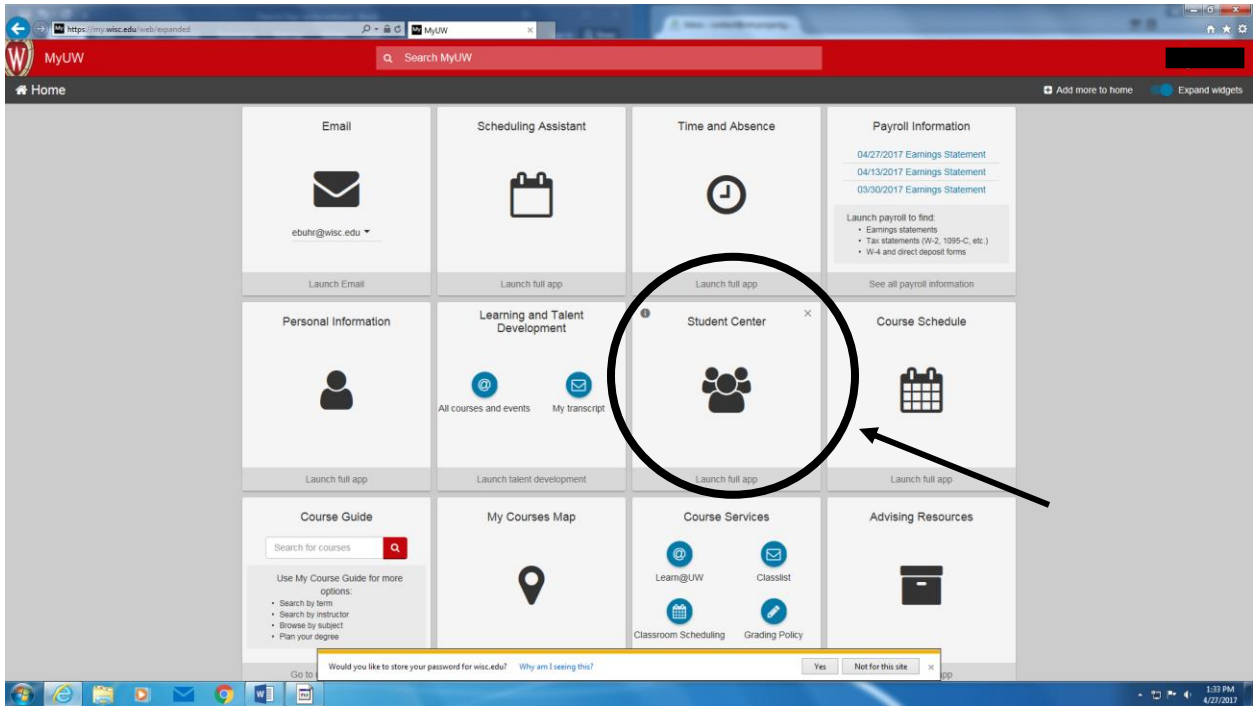 https://my.wisc.edu/web/expanded
MyUW
MyUW
Search MyUW
Home
Add more to home
Expand widgets
Email
ebuhr@wisc.edu
Launch Email
Scheduling Assistant
Launch full app
Time and Absence
Launch full app
Payroll Information
04/27/2017 Earnings Statement
04/13/2017 Earnings Statement
03/30/2017 Earnings Statement
Launch payroll to find:
• Earnings statements
• Tax statements (W-2, 1095-C, etc.)
• W-4 and direct deposit forms
See all payroll information
Personal Information
Launch full app
Learning and Talent
Development
All courses and events
My transcript
Launch talent development
Student Center
Launch full app
Course Schedule
Launch full app
Course Guide
Search for courses
Use My Course Guide for more
options:
• Search by term
• Search by instructor
• Browse by subject
• Plan your degree
Go to
My Courses Map
Course Services
Learn@UW
Classlist
Classroom Scheduling
Grading Policy
Advising Resources
Would you like to store your password for wisc.edu?
Why am I seeing this?
Yes
Not for this site
1:33 PM
4/27/2017